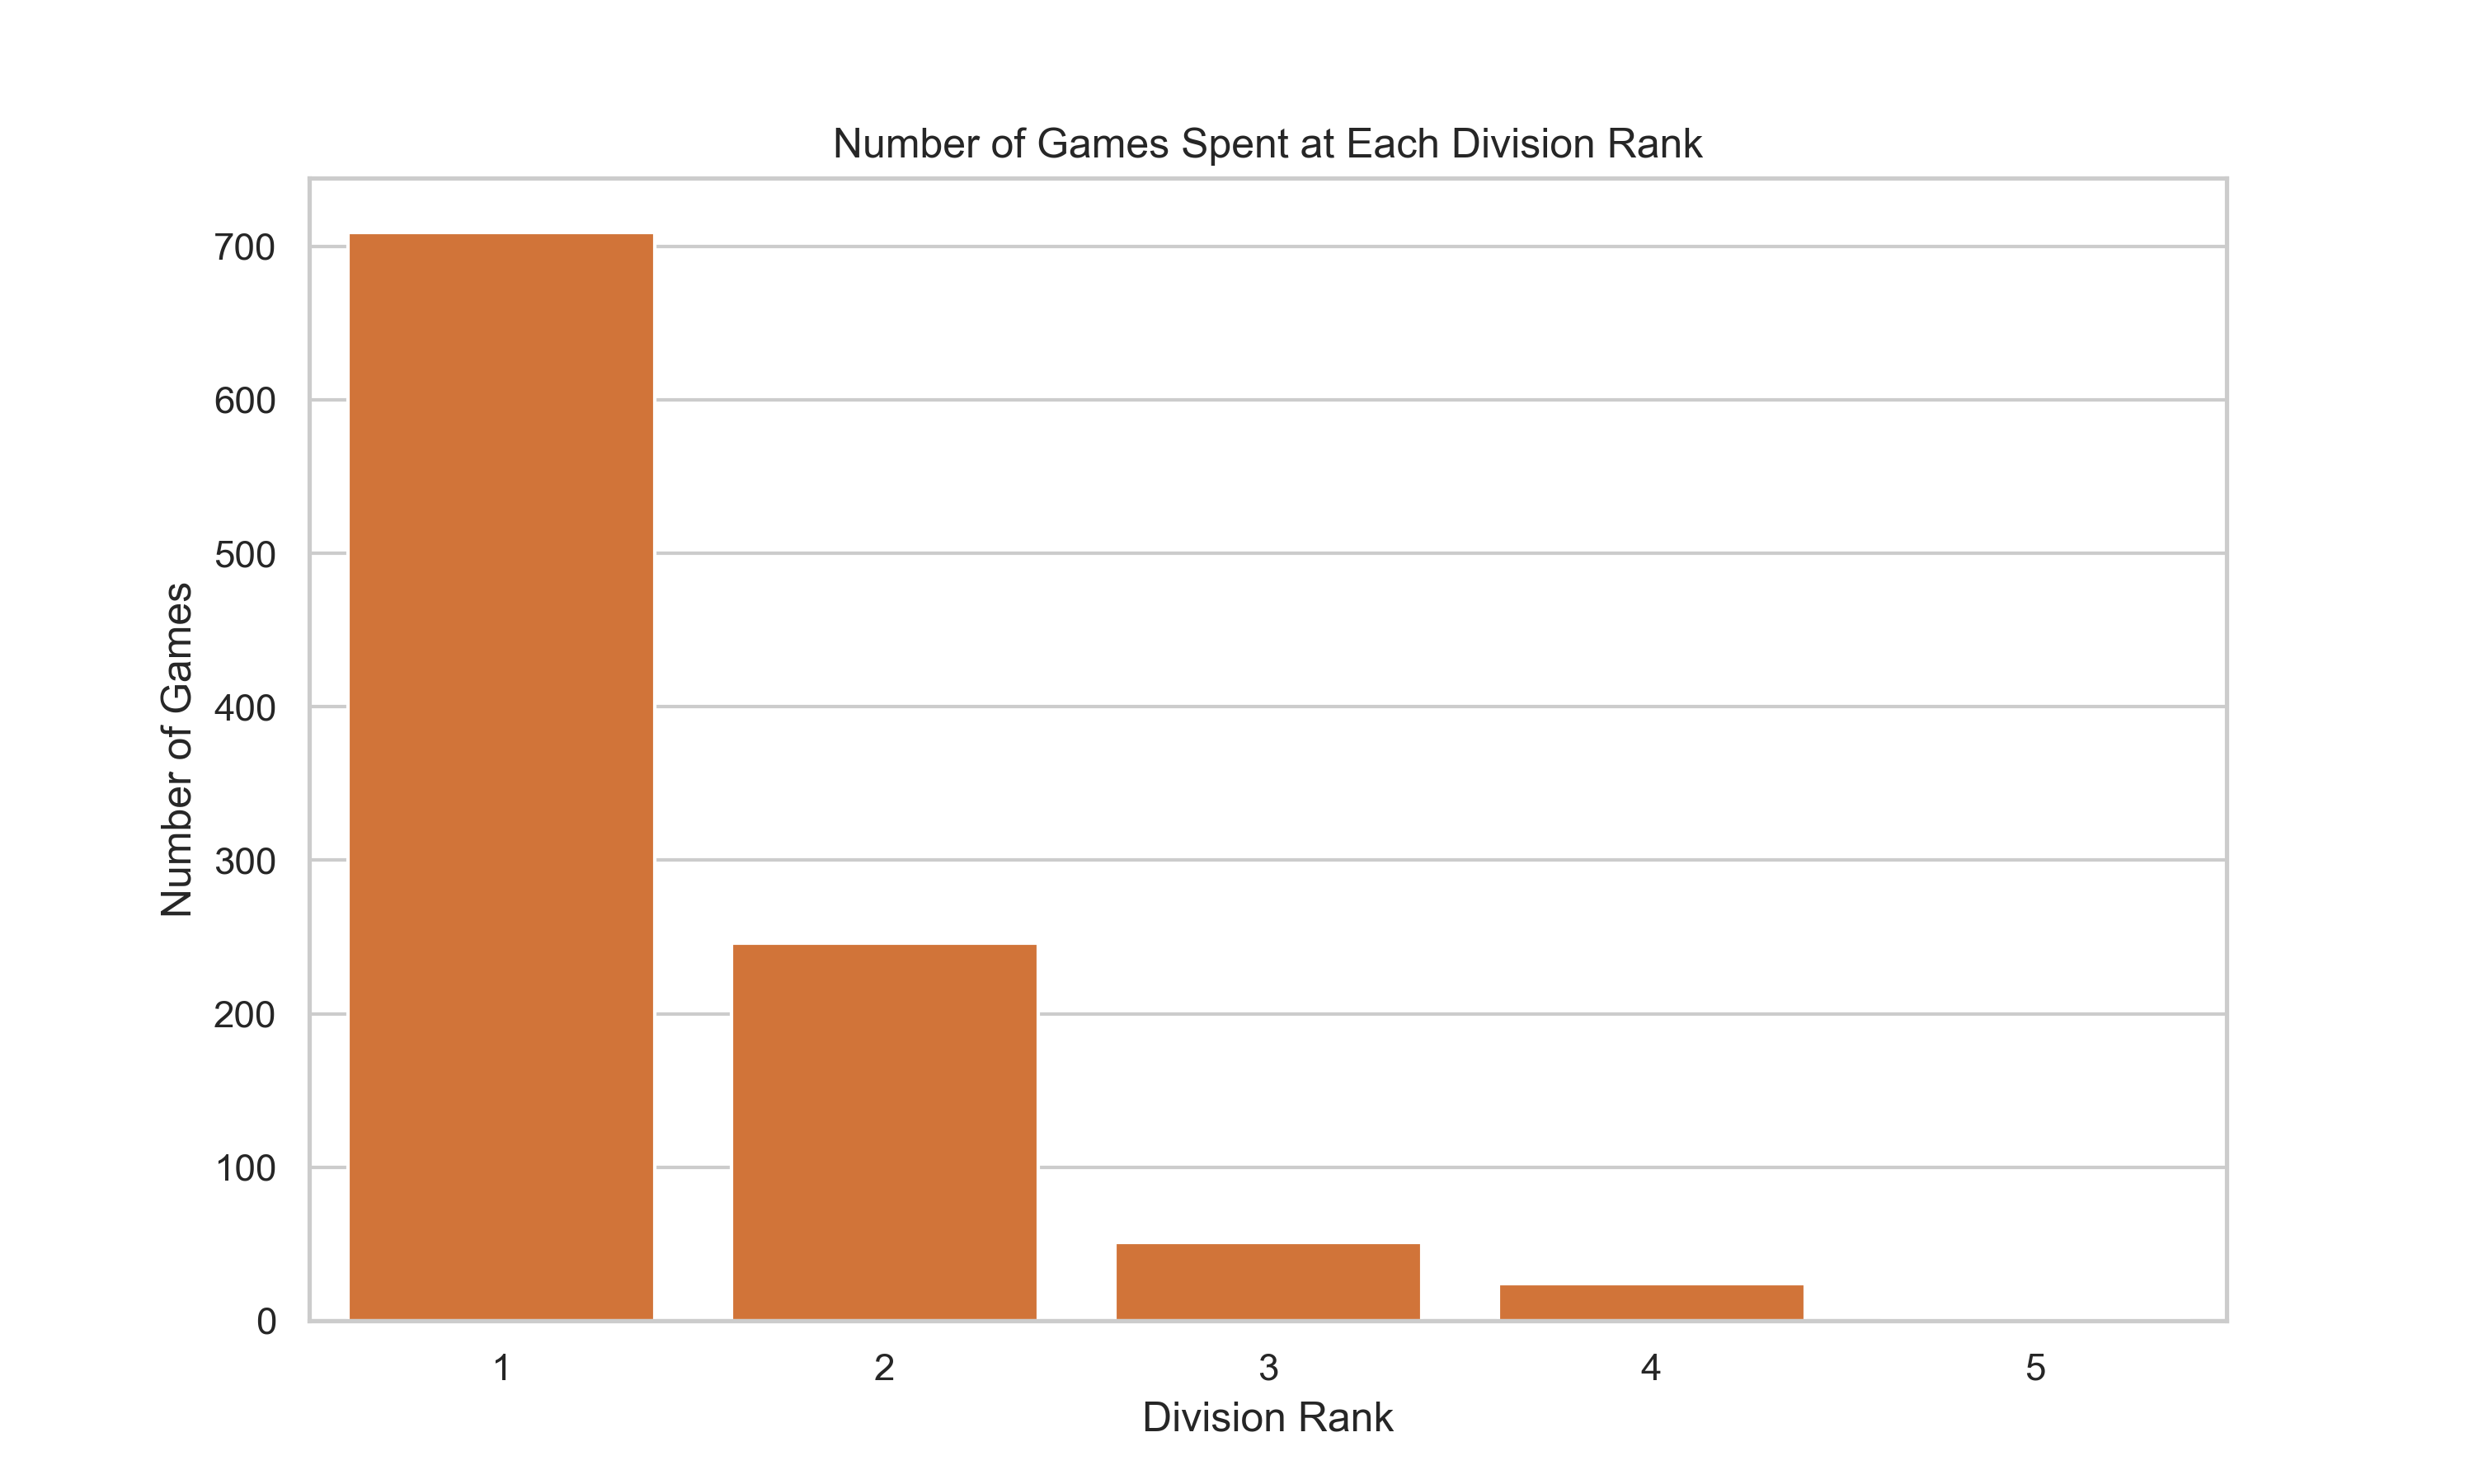 Number of Games Spent at Each Division Rank
Number of Games
700
600
500
400
300
200
100
0
1 2 3 4 5
Division Rank